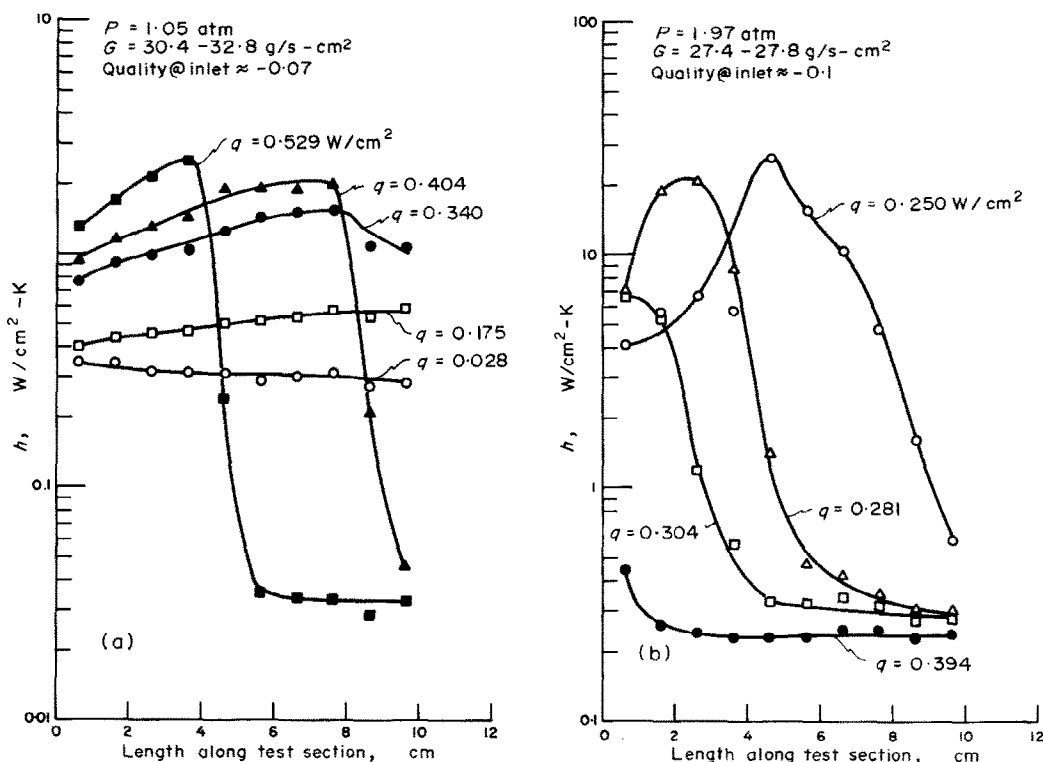 P = 1·05 atm
G = 30·4 -32·8 g/s-cm²
Quality@inlet ≈ -0·07
q = 0·529 W/cm²
q = 0·404
q = 0·340
q = 0·175
q = 0·028
h, W/cm²-K
0.1
0·01
(a)
0 2 4 6 8 10 12
Length along test section, cm
P = 1·97 atm
G = 27·4 -27·8 g/s-cm²
Quality@inlet ≈ -0·1
q = 0·250 W/cm²
q = 0·281
q = 0·304
q = 0·394
h, W/cm²-K
100
10
1
0·1
(b)
0 2 4 6 8 10 12
Length along test section, cm